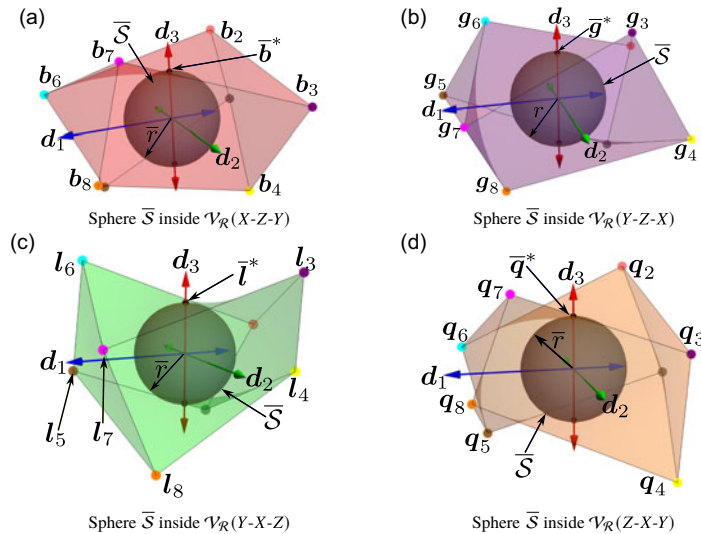 (a)
b₇
S̅
d₃
b₂
b̅*
b₆
b₃
d₁
r̅
d₂
b₈
b₄
Sphere S̅ inside 𝒱_ℛ(X-Z-Y)
(b)
g₆
d₃
g̅*
g₃
S̅
g₅
d₁
g₇
r
d₂
g₄
g₈
Sphere S̅ inside 𝒱_ℛ(Y-Z-X)
(c)
l₆
d₃
l̅*
l₃
d₁
r̅
d₂
l₄
S̅
l₅
l₇
l₈
Sphere S̅ inside 𝒱_ℛ(Y-X-Z)
(d)
q̅*
d₃
q₂
q₇
q₆
r̅
q₃
d₁
q₈
d₂
q₅
S̅
q₄
Sphere S̅ inside 𝒱_ℛ(Z-X-Y)